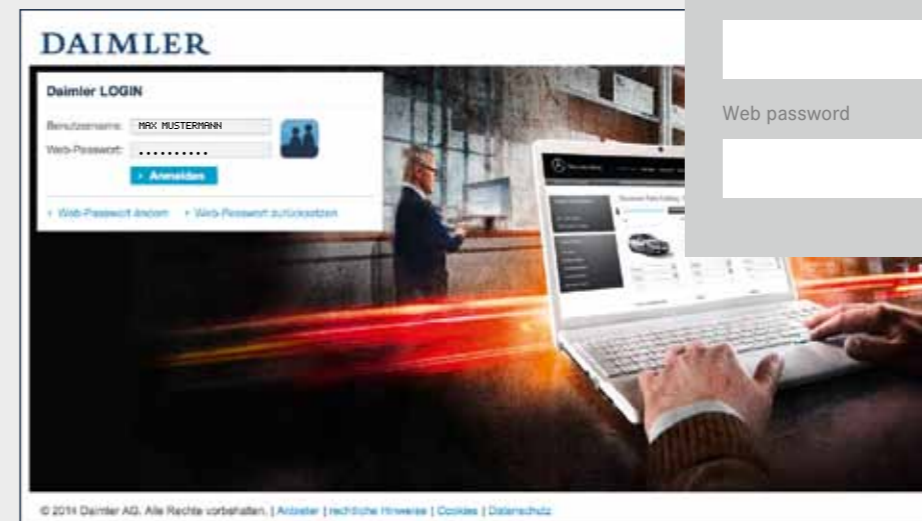 DAIMLER
Daimler LOGIN
Benutzername: MAX MUSTERMANN
Web-Passwort: ..........
› Anmelden
› Web-Passwort ändern › Web-Passwort zurücksetzen
Web password
© 2014 Daimler AG. Alle Rechte vorbehalten. | Anbieter | rechtliche Hinweise | Cookies | Datenschutz